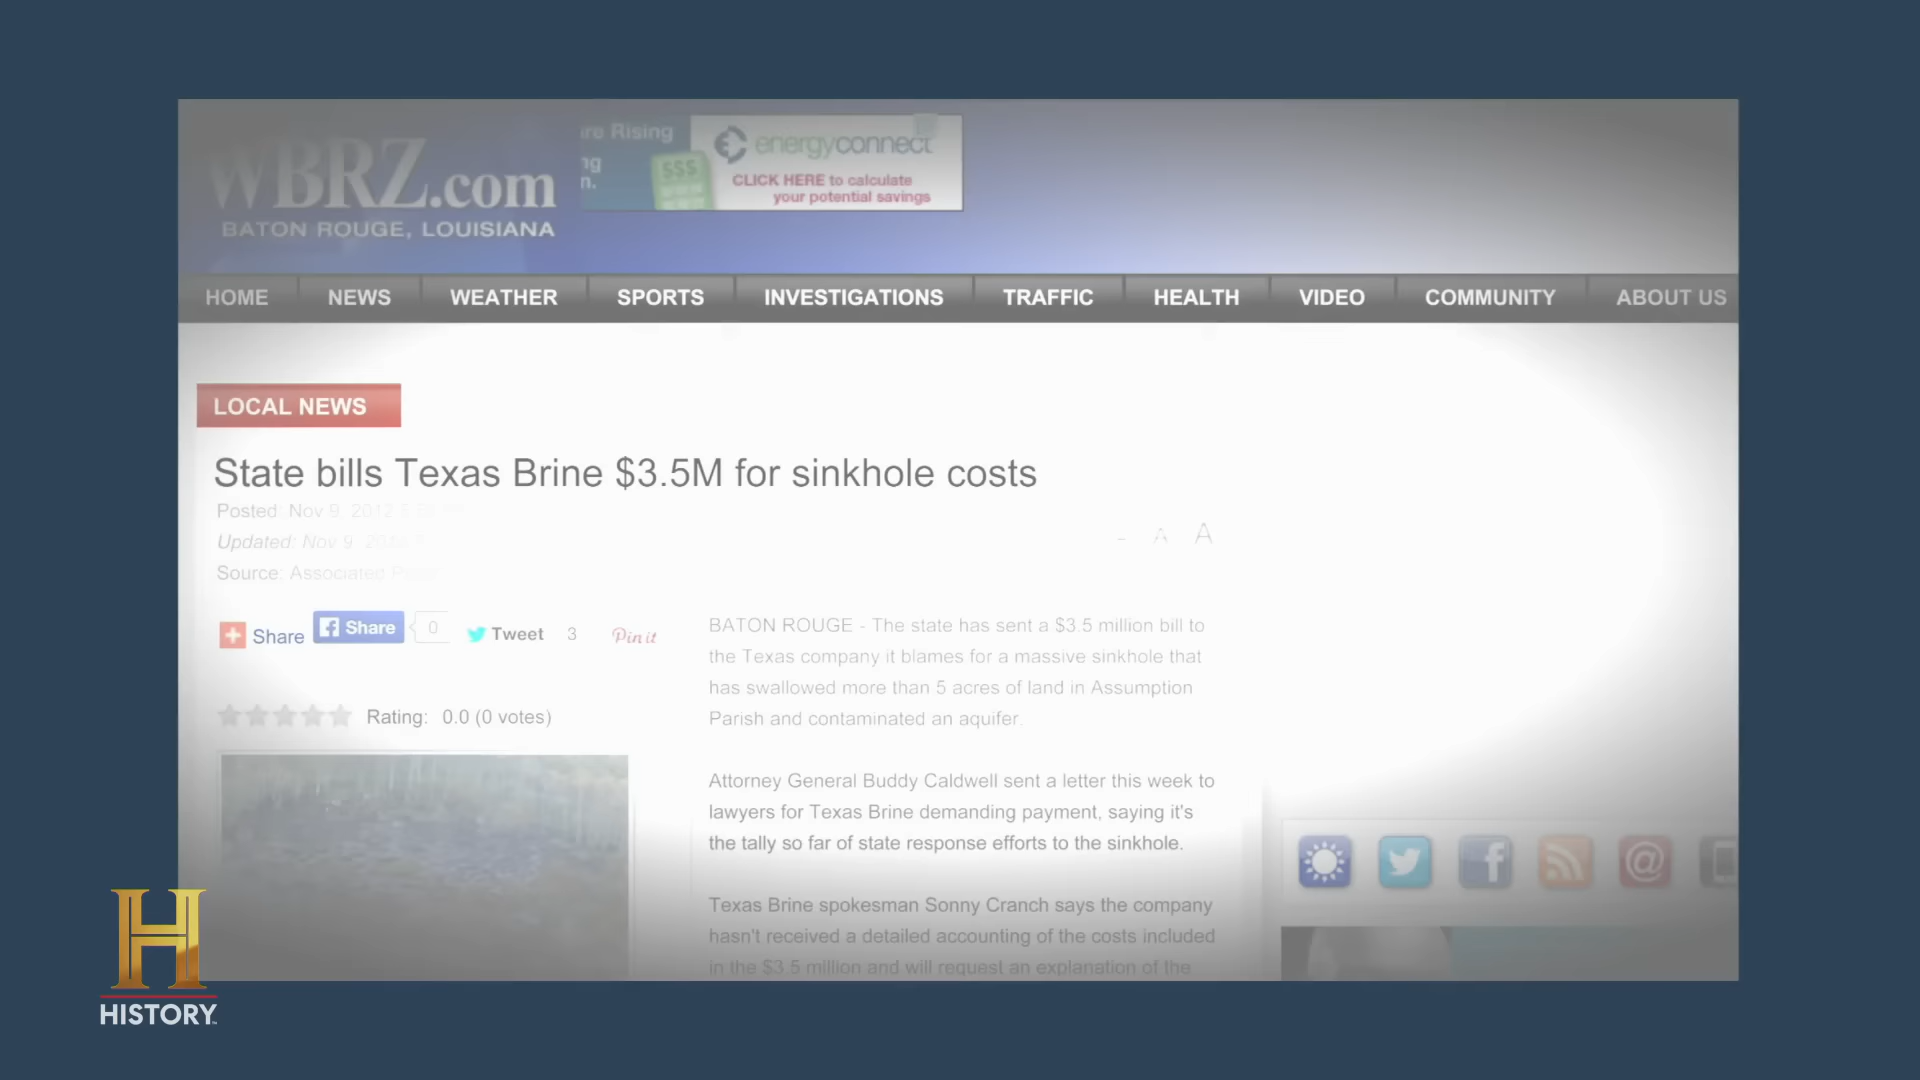 WBRZ.com
BATON ROUGE, LOUISIANA
re Rising
ng
n.
$$$
energyconnect
CLICK HERE to calculate
your potential savings
HOME NEWS WEATHER SPORTS INVESTIGATIONS TRAFFIC HEALTH VIDEO COMMUNITY ABOUT US
LOCAL NEWS
State bills Texas Brine $3.5M for sinkhole costs
Posted: Nov 9, 2012
Updated: Nov 9,
Source: Associated
- A A
Share Share 0 Tweet 3 Pin it
Rating: 0.0 (0 votes)
BATON ROUGE - The state has sent a $3.5 million bill to
the Texas company it blames for a massive sinkhole that
has swallowed more than 5 acres of land in Assumption
Parish and contaminated an aquifer.
Attorney General Buddy Caldwell sent a letter this week to
lawyers for Texas Brine demanding payment, saying it's
the tally so far of state response efforts to the sinkhole.
Texas Brine spokesman Sonny Cranch says the company
hasn't received a detailed accounting of the costs included
in the $3.5 million and will request an explanation of the
H
HISTORY